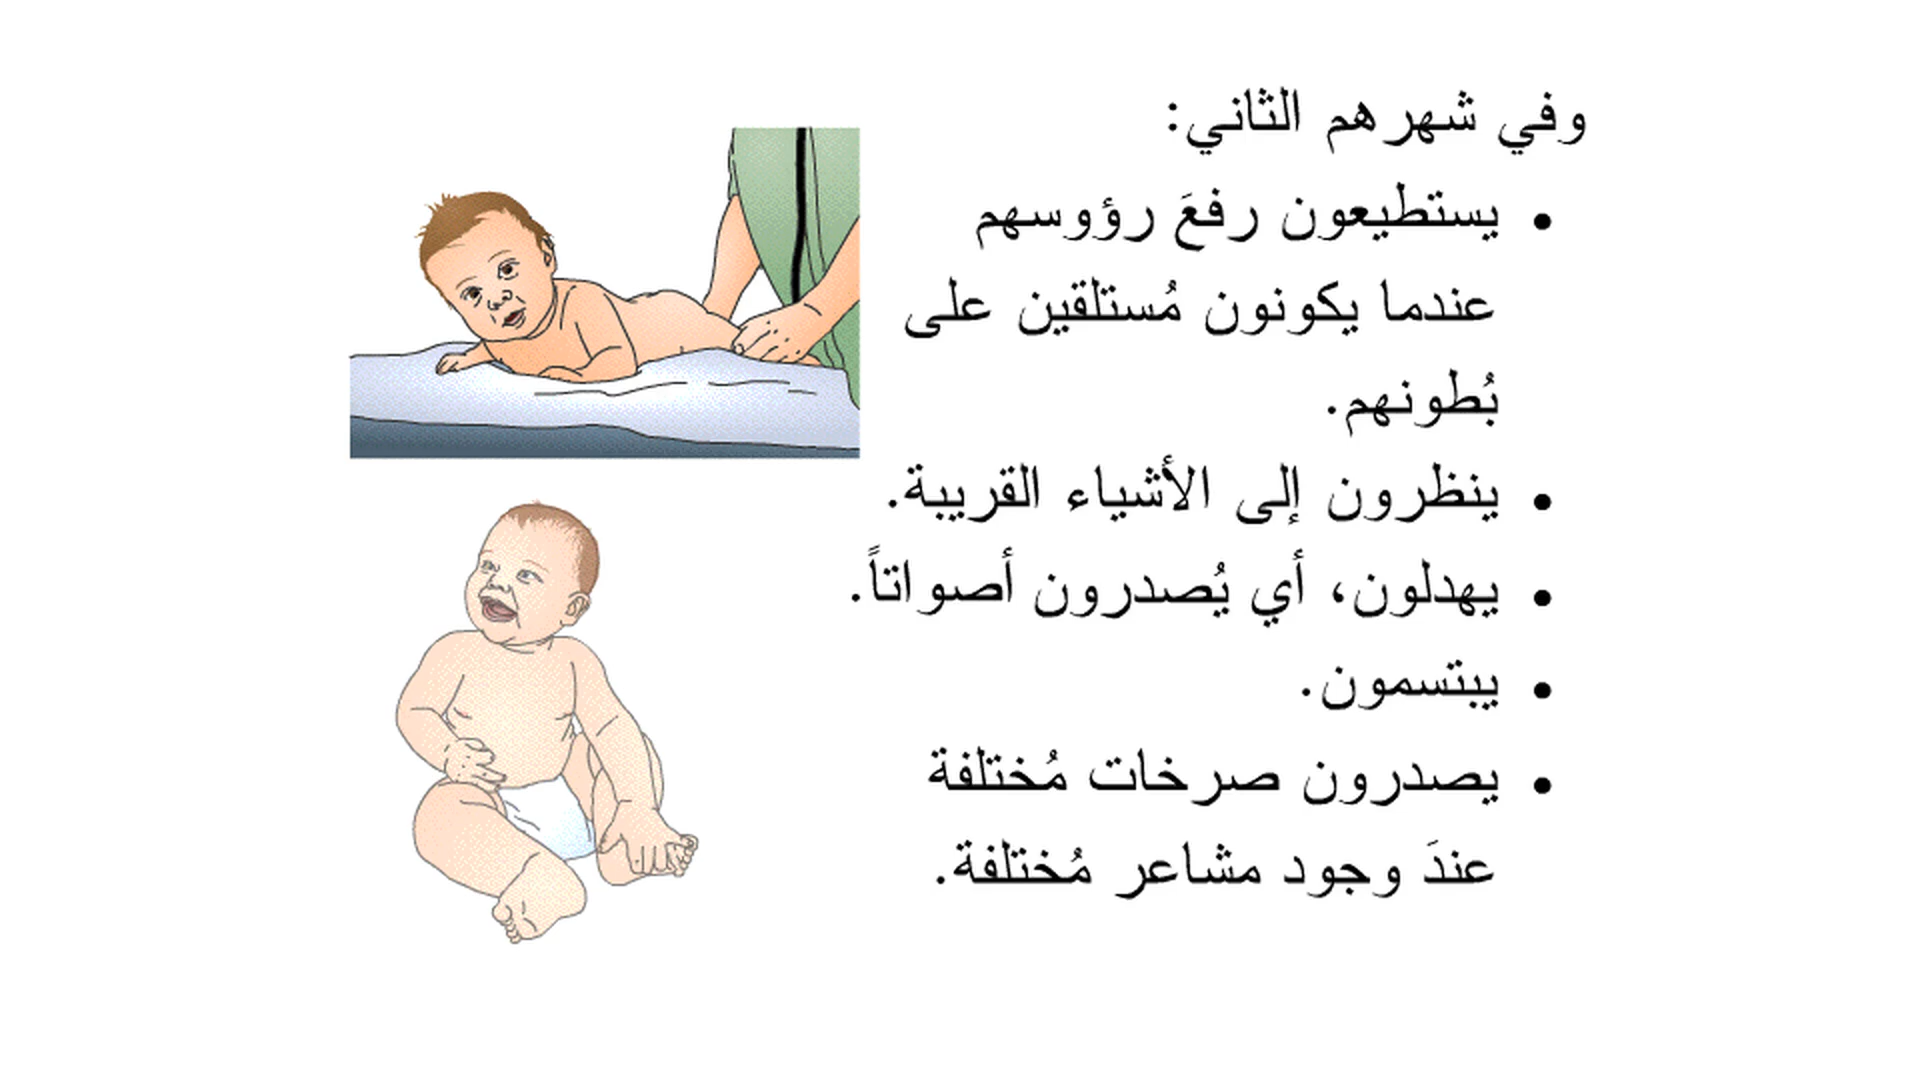 وفي شهرهم الثاني:
• يستطيعون رفعَ رؤوسهم
عندما يكونون مُستلقين على
بُطونهم.
• ينظرون إلى الأشياء القريبة.
• يهدلون، أي يُصدرون أصواتاً.
• يبتسمون.
• يصدرون صرخات مُختلفة
عندَ وجود مشاعر مُختلفة.